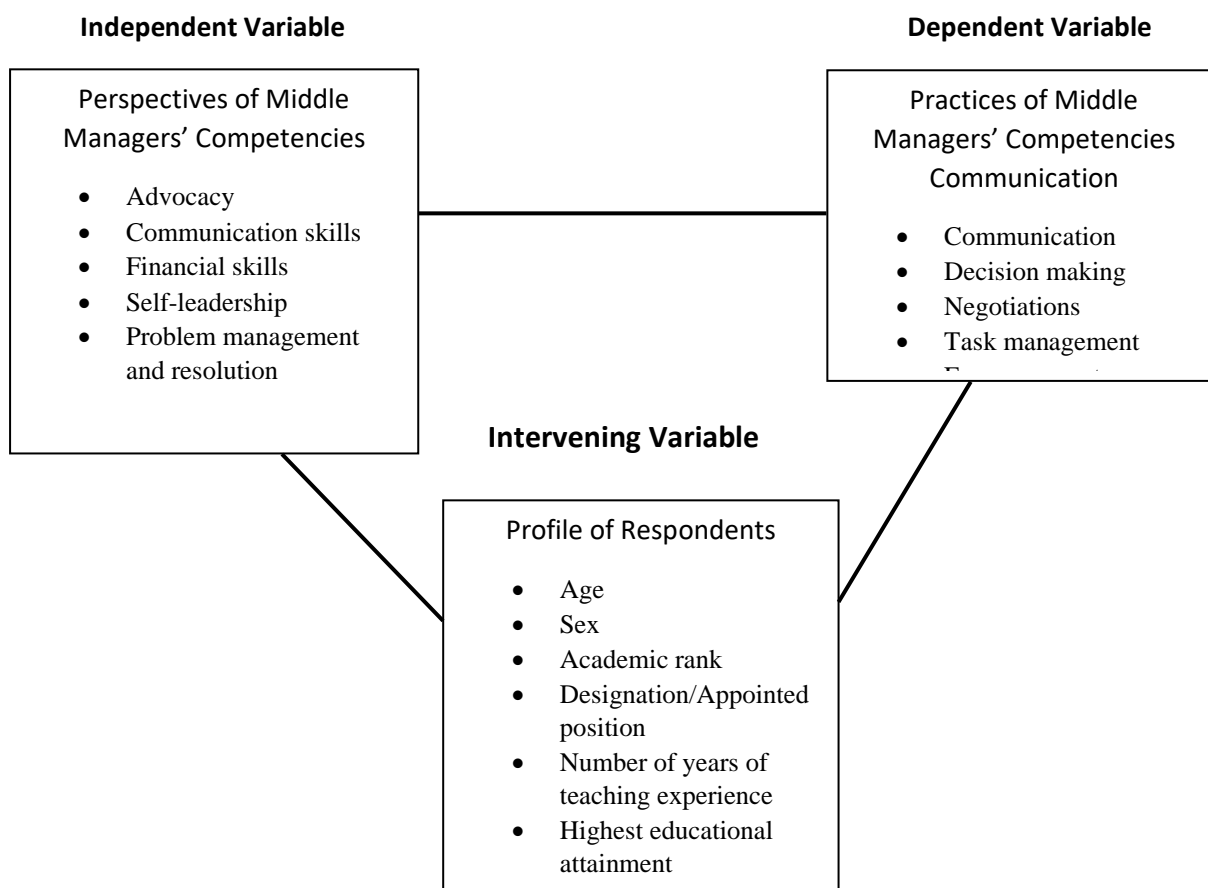 Independent Variable
Perspectives of Middle
Managers’ Competencies
• Advocacy
• Communication skills
• Financial skills
• Self-leadership
• Problem management
and resolution
Dependent Variable
Practices of Middle
Managers’ Competencies
Communication
• Communication
• Decision making
• Negotiations
• Task management
Intervening Variable
Profile of Respondents
• Age
• Sex
• Academic rank
• Designation/Appointed
position
• Number of years of
teaching experience
• Highest educational
attainment